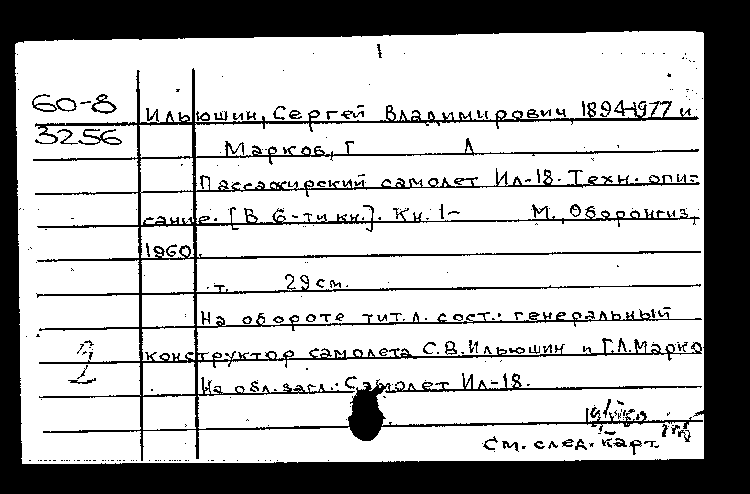 1
60-8
3256
Ильюшин, Сергей Владимирович, 1894-1977 и
Марков, Г Л
Пассажирский самолет Ил-18. Техн. опи-
сание. [В 6-ти кн.]. Кн. 1- М., Оборонгиз,
1960.
т. 29 см.
На обороте тит. л. сост.: генеральный
конструктор самолета С.В. Ильюшин и Г.Л. Марко
2
На обл. загл.: Самолет Ил-18.
См. след. карт.